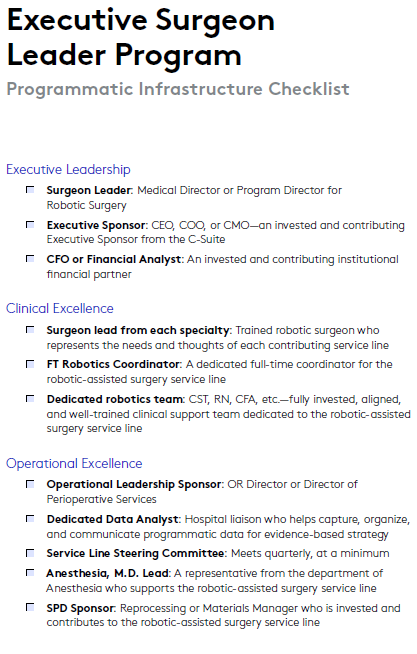 Executive Surgeon
Leader Program
Programmatic Infrastructure Checklist
Executive Leadership
Surgeon Leader: Medical Director or Program Director for
Robotic Surgery
Executive Sponsor: CEO, COO, or CMO—an invested and contributing
Executive Sponsor from the C-Suite
CFO or Financial Analyst: An invested and contributing institutional
financial partner
Clinical Excellence
Surgeon lead from each specialty: Trained robotic surgeon who
represents the needs and thoughts of each contributing service line
FT Robotics Coordinator: A dedicated full-time coordinator for the
robotic-assisted surgery service line
Dedicated robotics team: CST, RN, CFA, etc.—fully invested, aligned,
and well-trained clinical support team dedicated to the robotic-assisted
surgery service line
Operational Excellence
Operational Leadership Sponsor: OR Director or Director of
Perioperative Services
Dedicated Data Analyst: Hospital liaison who helps capture, organize,
and communicate programmatic data for evidence-based strategy
Service Line Steering Committee: Meets quarterly, at a minimum
Anesthesia, M.D. Lead: A representative from the department of
Anesthesia who supports the robotic-assisted surgery service line
SPD Sponsor: Reprocessing or Materials Manager who is invested and
contributes to the robotic-assisted surgery service line